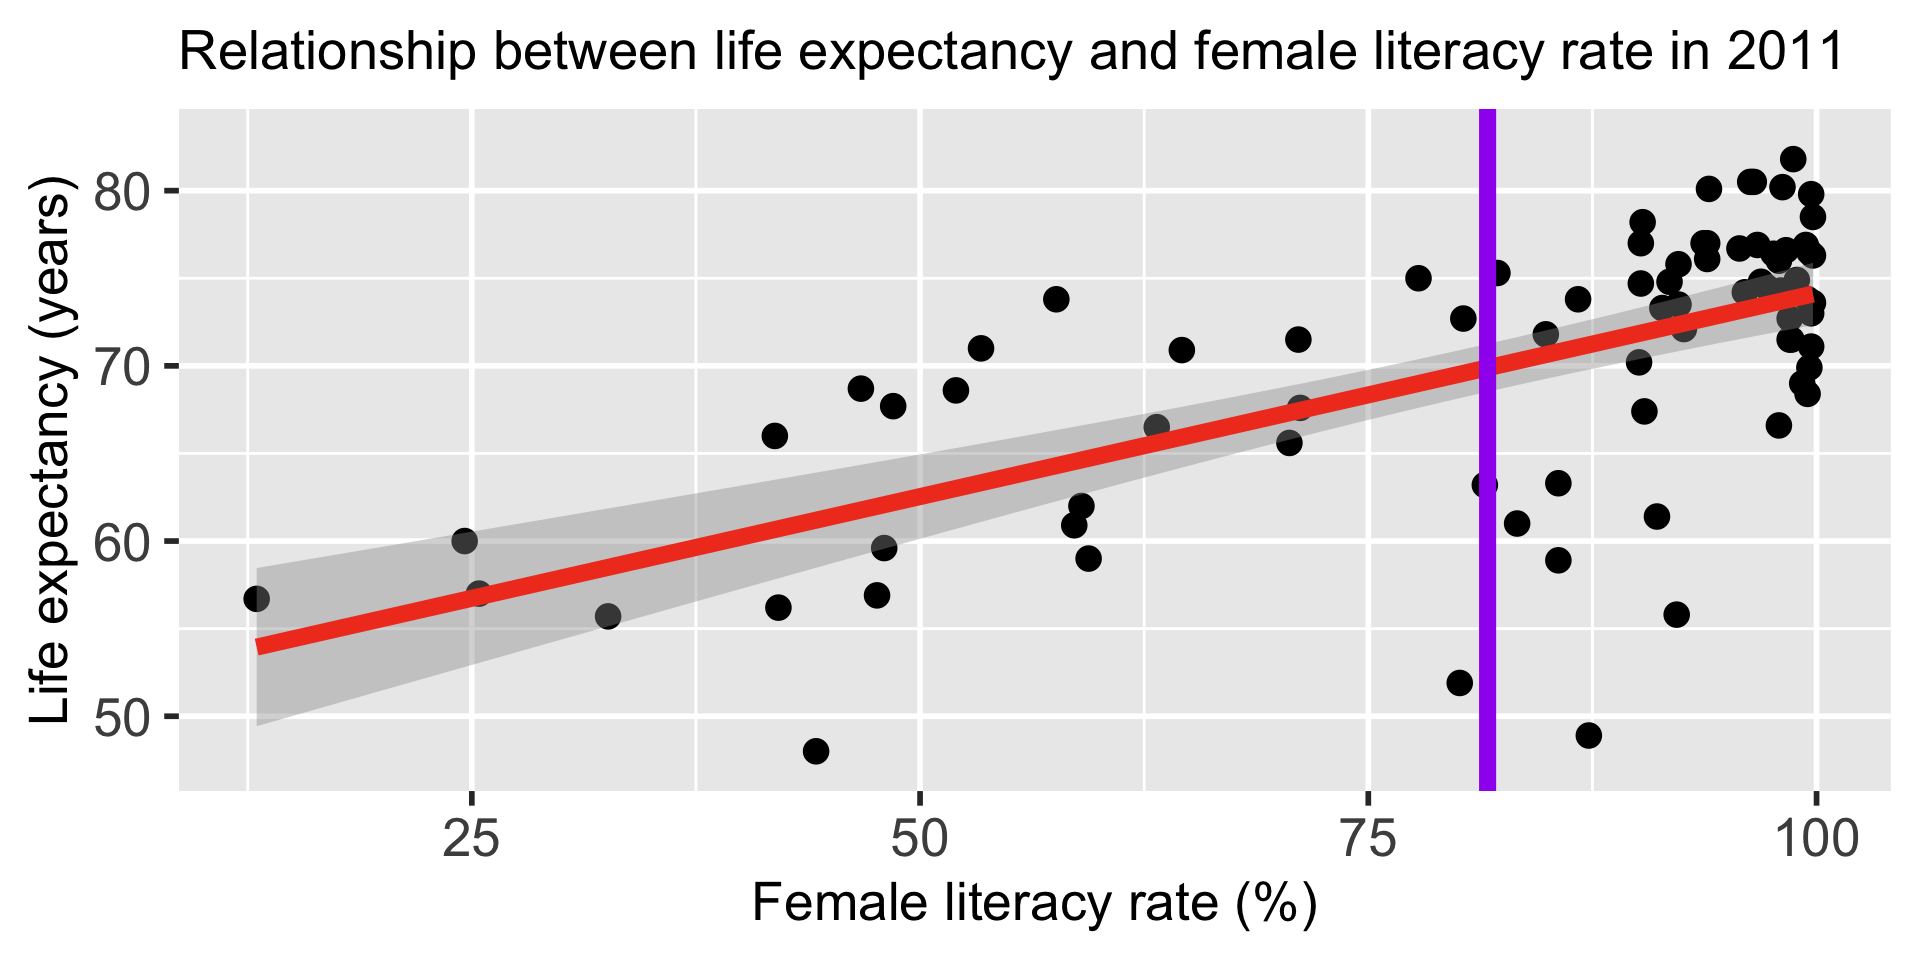 Relationship between life expectancy and female literacy rate in 2011
Life expectancy (years)
80
70
60
50
25 50 75 100
Female literacy rate (%)